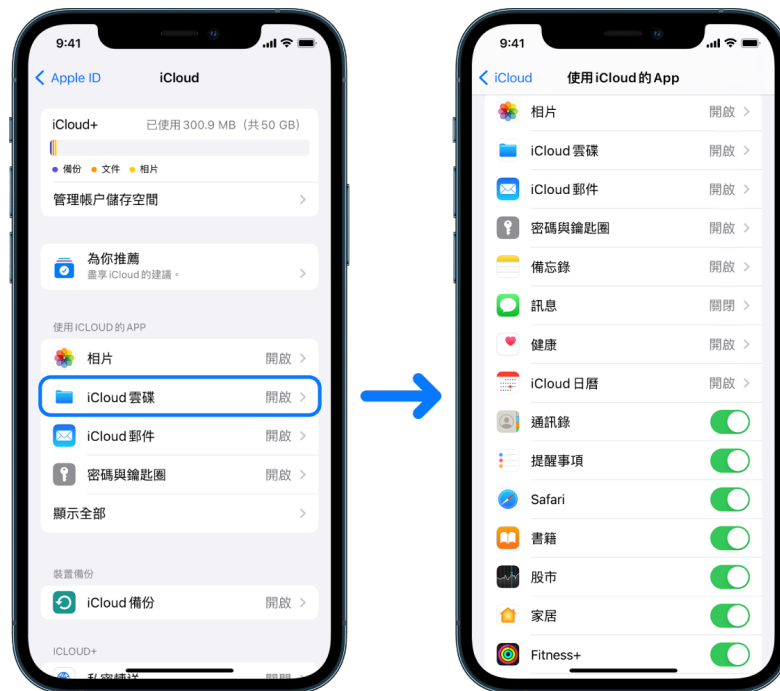 9:41
Apple ID
iCloud
iCloud+
已使用 300.9 MB（共 50 GB）
備份
文件
相片
管理帳戶儲存空間
為你推薦
盡享 iCloud 的建議。
使用 ICLOUD 的 APP
相片 開啟
iCloud 雲碟 開啟
iCloud 郵件 開啟
密碼與鑰匙圈 開啟
顯示全部
裝置備份
iCloud 備份 開啟
ICLOUD+
9:41
iCloud
使用 iCloud 的 App
相片 開啟
iCloud 雲碟 開啟
iCloud 郵件 開啟
密碼與鑰匙圈 開啟
備忘錄 開啟
訊息 關閉
健康 開啟
iCloud 日曆 開啟
通訊錄
提醒事項
Safari
書籍
股市
家居
Fitness+